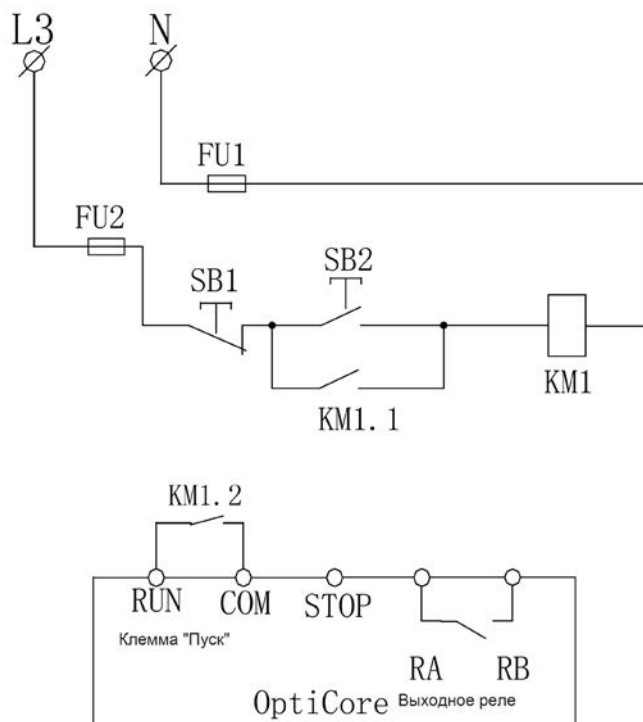 L3 N
FU1
FU2
SB1 SB2
KM1
KM1.1
KM1.2
RUN COM STOP
Клемма "Пуск"
RA RB
OptiCore Выходное реле